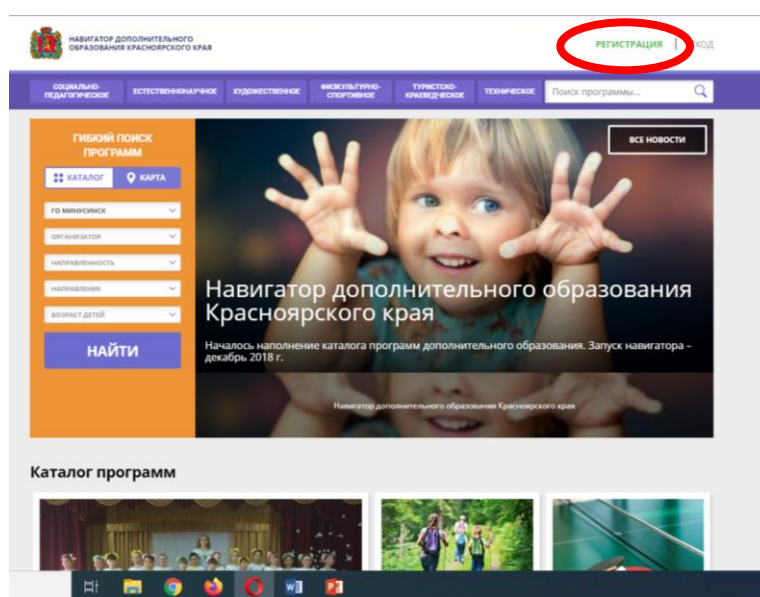 НАВИГАТОР ДОПОЛНИТЕЛЬНОГО
ОБРАЗОВАНИЯ КРАСНОЯРСКОГО КРАЯ
РЕГИСТРАЦИЯ
СОЦИАЛЬНО-
ПЕДАГОГИЧЕСКОЕ
ЕСТЕСТВЕННОНАУЧНОЕ
ХУДОЖЕСТВЕННОЕ
ФИЗКУЛЬТУРНО-
СПОРТИВНОЕ
ТУРИСТСКО-
КРАЕВЕДЧЕСКОЕ
ТЕХНИЧЕСКОЕ
Поиск программы...
ГИБКИЙ ПОИСК
ПРОГРАММ
КАТАЛОГ
КАРТА
ГО МИНУСИНСК
ОРГАНИЗАТОР
НАПРАВЛЕННОСТЬ
НАПРАВЛЕНИЕ
ВОЗРАСТ ДЕТЕЙ
НАЙТИ
ВСЕ НОВОСТИ
Навигатор дополнительного образования
Красноярского края
Началось наполнение каталога программ дополнительного образования. Запуск навигатора –
декабрь 2018 г.
Навигатор дополнительного образования Красноярского края
Каталог программ